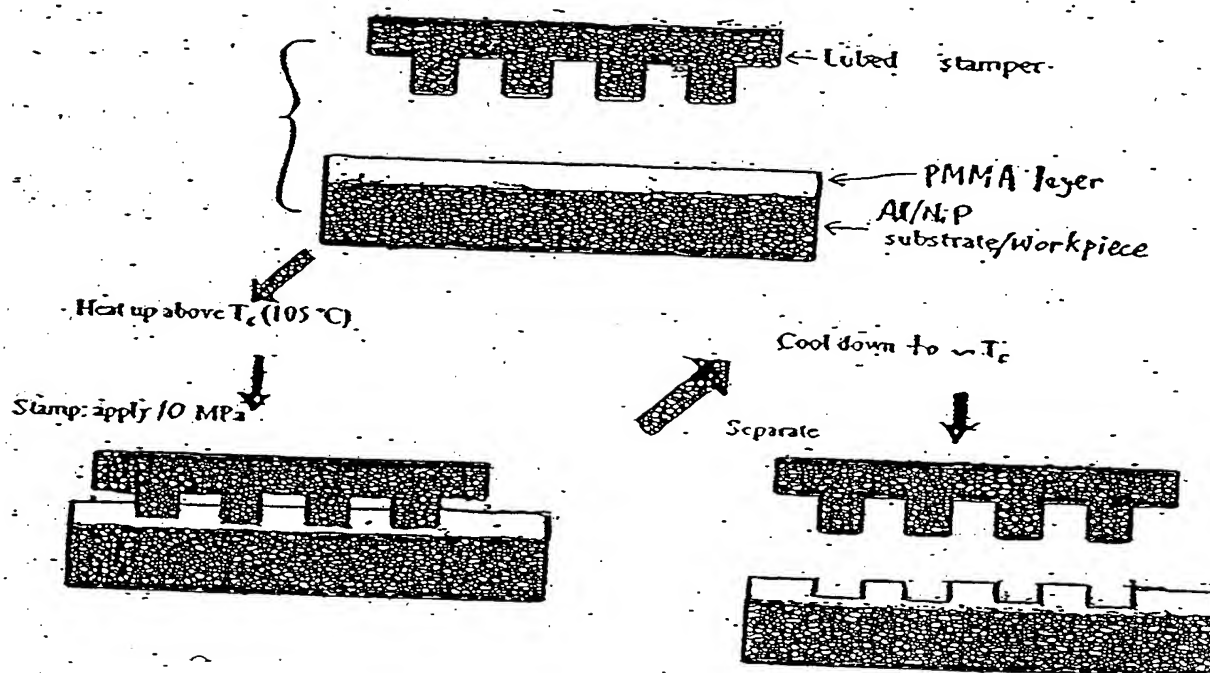 Lubed stamper
PMMA layer
Al/NiP
substrate/workpiece
Heat up above Tc (105 °C)
Cool down to ~Tc
Stamp: apply 10 MPa
Separate